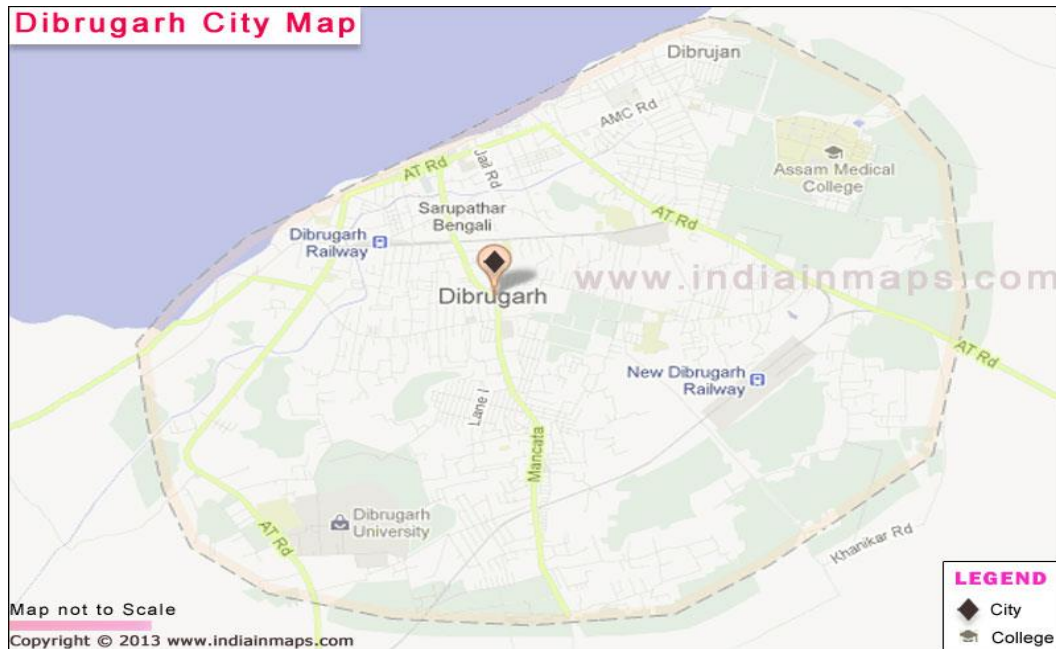 Dibrugarh City Map
Dibrujan
AMC Rd
Assam Medical
College
Jail Rd
AT Rd
Sarupathar
Bengali
AT Rd
Dibrugarh
Railway
www.indiainmaps.com
Dibrugarh
AT Rd
New Dibrugarh
Railway
Lane I
Mancata
Dibrugarh
University
AT Rd
Khanikar Rd
LEGEND
City
College
Map not to Scale
Copyright © 2013 www.indiainmaps.com